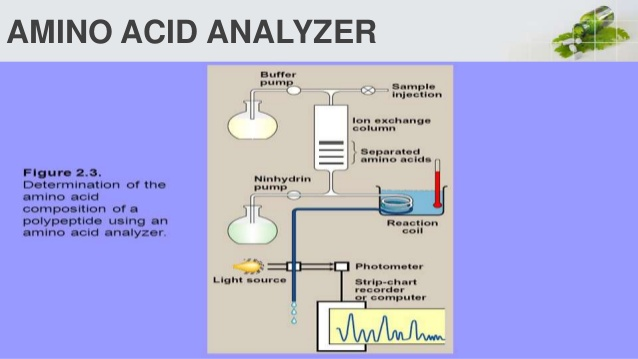 AMINO ACID ANALYZER
Figure 2.3.
Determination of the
amino acid
composition of a
polypeptide using an
amino acid analyzer.
Buffer
pump
Sample
injection
Ion exchange
column
Separated
amino acids
Ninhydrin
pump
Reaction
coil
Light source
Photometer
Strip-chart
recorder
or computer